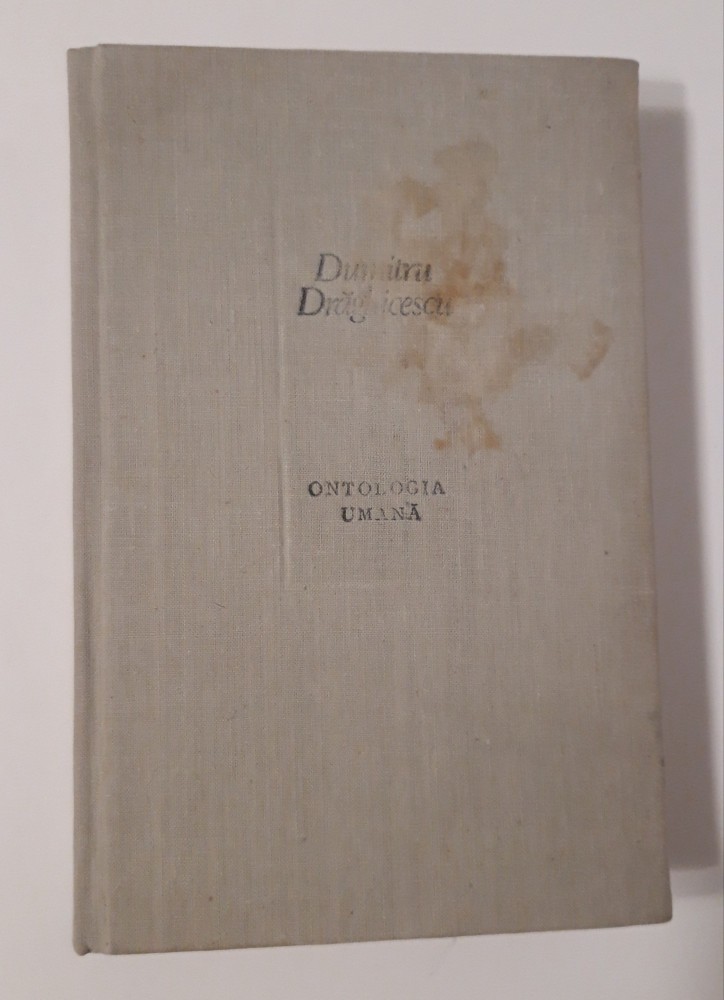 Dumitru
Drăghicescu
ONTOLOGIA
UMANĂ